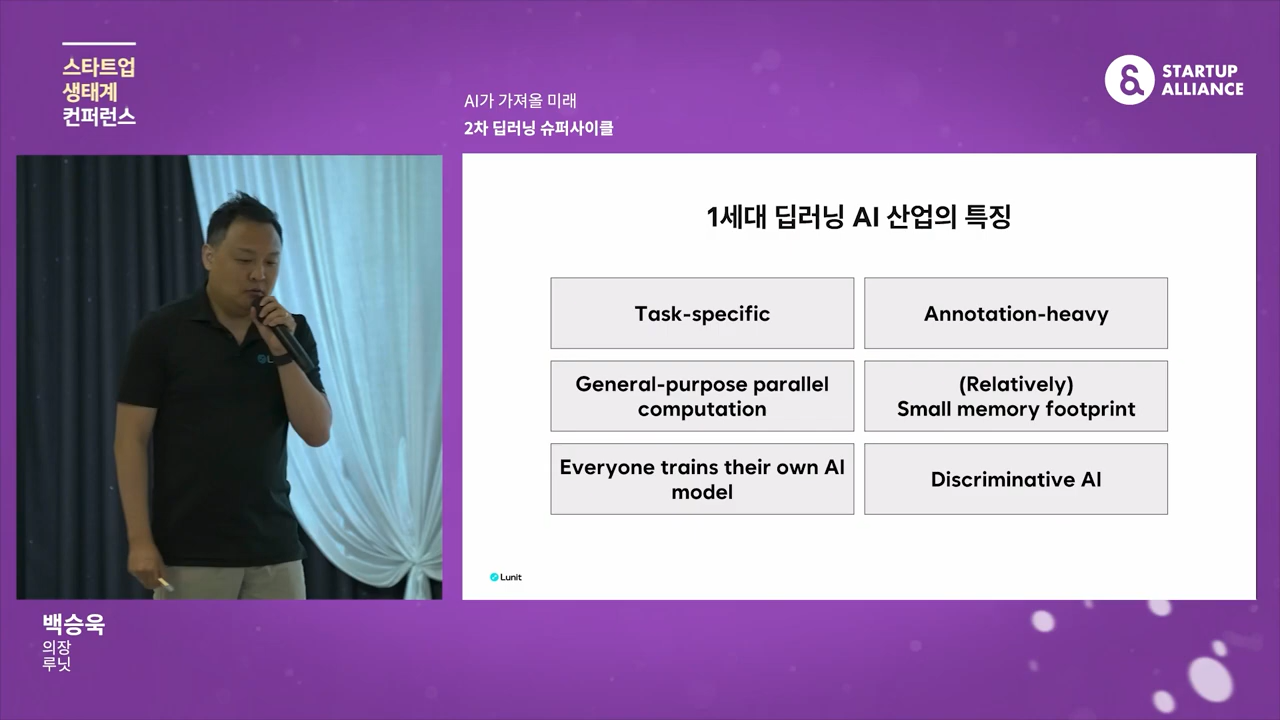 스타트업
생태계
컨퍼런스
STARTUP
ALLIANCE
AI가 가져올 미래
2차 딥러닝 슈퍼사이클
1세대 딥러닝 AI 산업의 특징
Task-specific
Annotation-heavy
General-purpose parallel
computation
(Relatively)
Small memory footprint
Everyone trains their own AI
model
Discriminative AI
Lunit
백승욱
의장
루닛